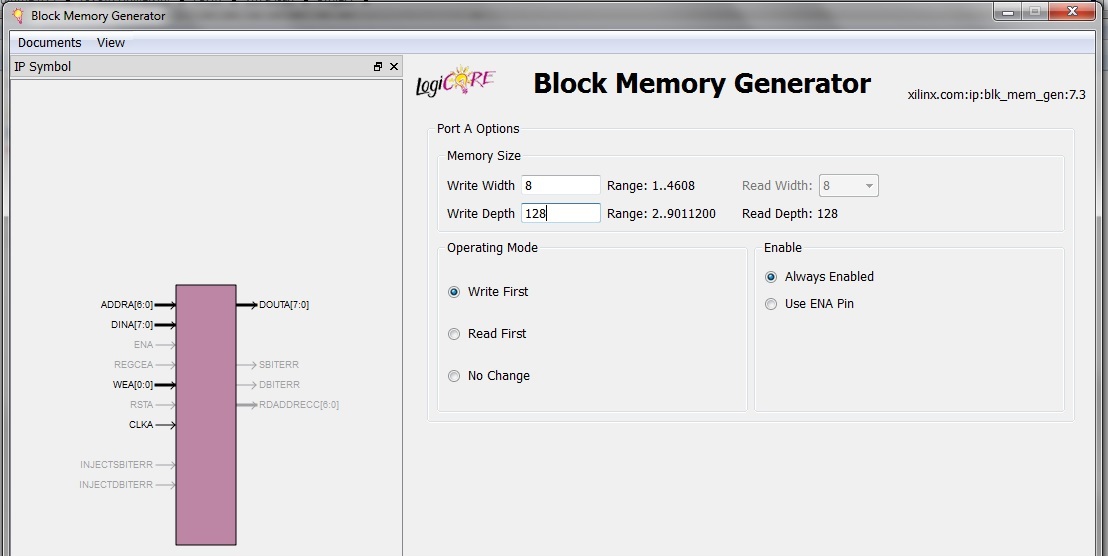 Block Memory Generator
Documents View
IP Symbol
LogiCORE
Block Memory Generator
xilinx.com:ip:blk_mem_gen:7.3
Port A Options
Memory Size
Write Width 8 Range: 1..4608 Read Width: 8
Write Depth 128 Range: 2..9011200 Read Depth: 128
Operating Mode
Write First
Read First
No Change
Enable
Always Enabled
Use ENA Pin
ADDRA[6:0] DOUTA[7:0]
DINA[7:0]
ENA
REGCEA SBITERR
WEA[0:0] DBITERR
RSTA RDADDRECC[6:0]
CLKA
INJECTSBITERR
INJECTDBITERR